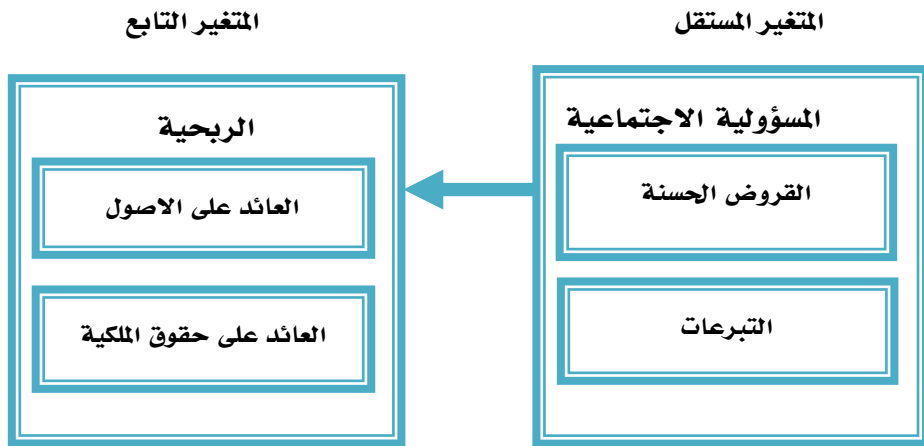 المتغير المستقل
المتغير التابع
المسؤولية الاجتماعية
القروض الحسنة
التبرعات
الربحية
العائد على الاصول
العائد على حقوق الملكية